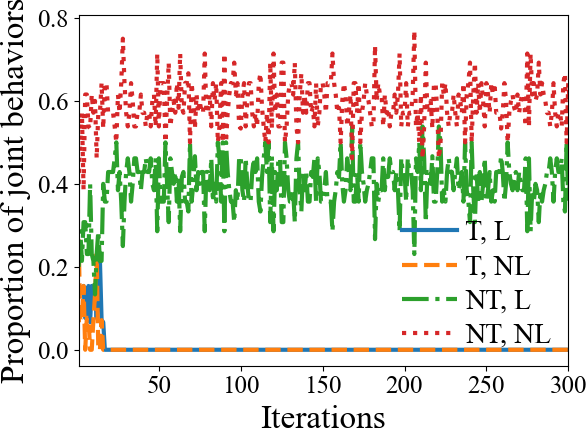 Proportion of joint behaviors
0.8
0.6
0.4
0.2
0.0
T, L
T, NL
NT, L
NT, NL
50 100 150 200 250 300
Iterations